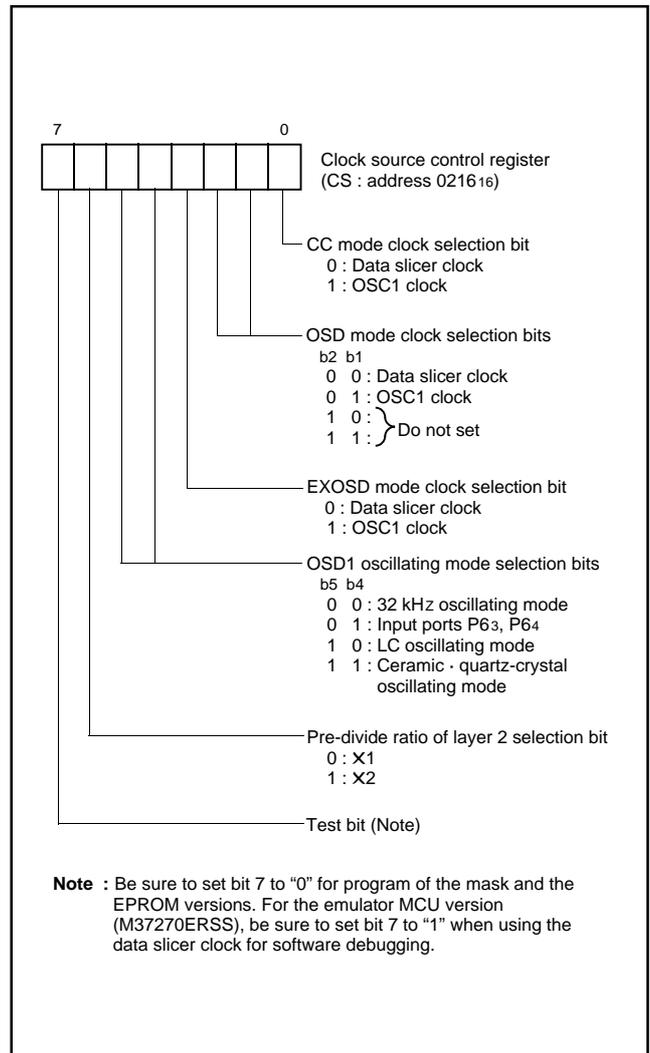 7 0
Clock source control register
(CS : address 021616)
CC mode clock selection bit
0 : Data slicer clock
1 : OSC1 clock
OSD mode clock selection bits
b2 b1
0 0 : Data slicer clock
0 1 : OSC1 clock
1 0 :
Do not set
1 1 :
EXOSD mode clock selection bit
0 : Data slicer clock
1 : OSC1 clock
OSD1 oscillating mode selection bits
b5 b4
0 0 : 32 kHz oscillating mode
0 1 : Input ports P63, P64
1 0 : LC oscillating mode
1 1 : Ceramic · quartz-crystal
oscillating mode
Pre-divide ratio of layer 2 selection bit
0 : ×1
1 : ×2
Test bit (Note)
Note : Be sure to set bit 7 to “0” for program of the mask and the
EPROM versions. For the emulator MCU version
(M37270ERSS), be sure to set bit 7 to “1” when using the
data slicer clock for software debugging.